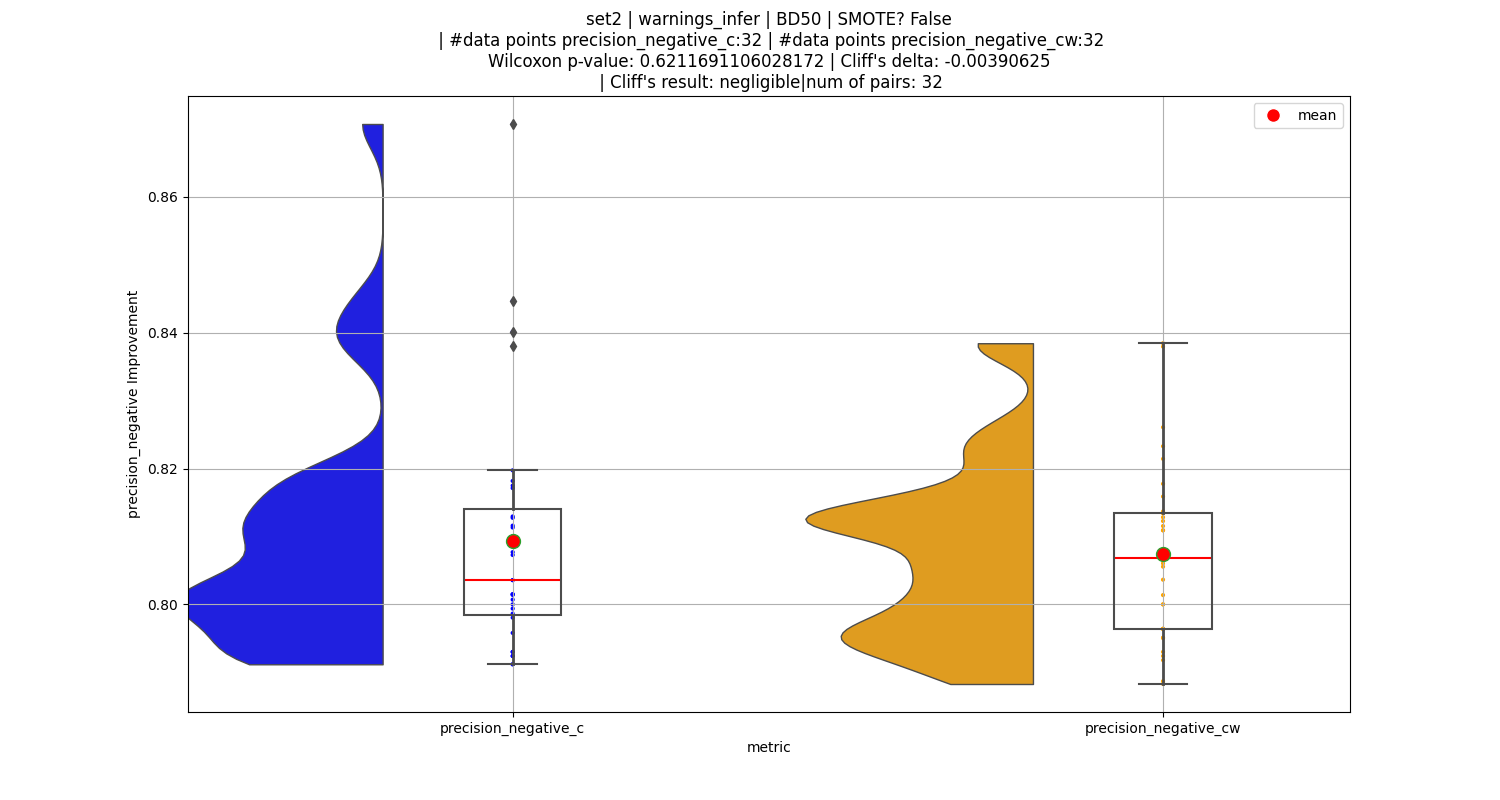 set2 | warnings_infer | BD50 | SMOTE? False
| #data points precision_negative_c:32 | #data points precision_negative_cw:32
Wilcoxon p-value: 0.6211691106028172 | Cliff's delta: -0.00390625
| Cliff's result: negligible|num of pairs: 32
mean
0.86
0.84
0.82
0.80
precision_negative Improvement
precision_negative_c
precision_negative_cw
metric